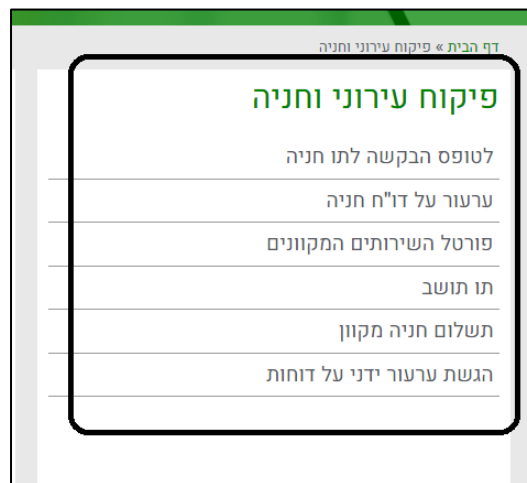 דף הבית » פיקוח עירוני וחניה
פיקוח עירוני וחניה
לטופס הבקשה לתו חניה
ערעור על דו"ח חניה
פורטל השירותים המקוונים
תו תושב
תשלום חניה מקוון
הגשת ערעור ידני על דוחות